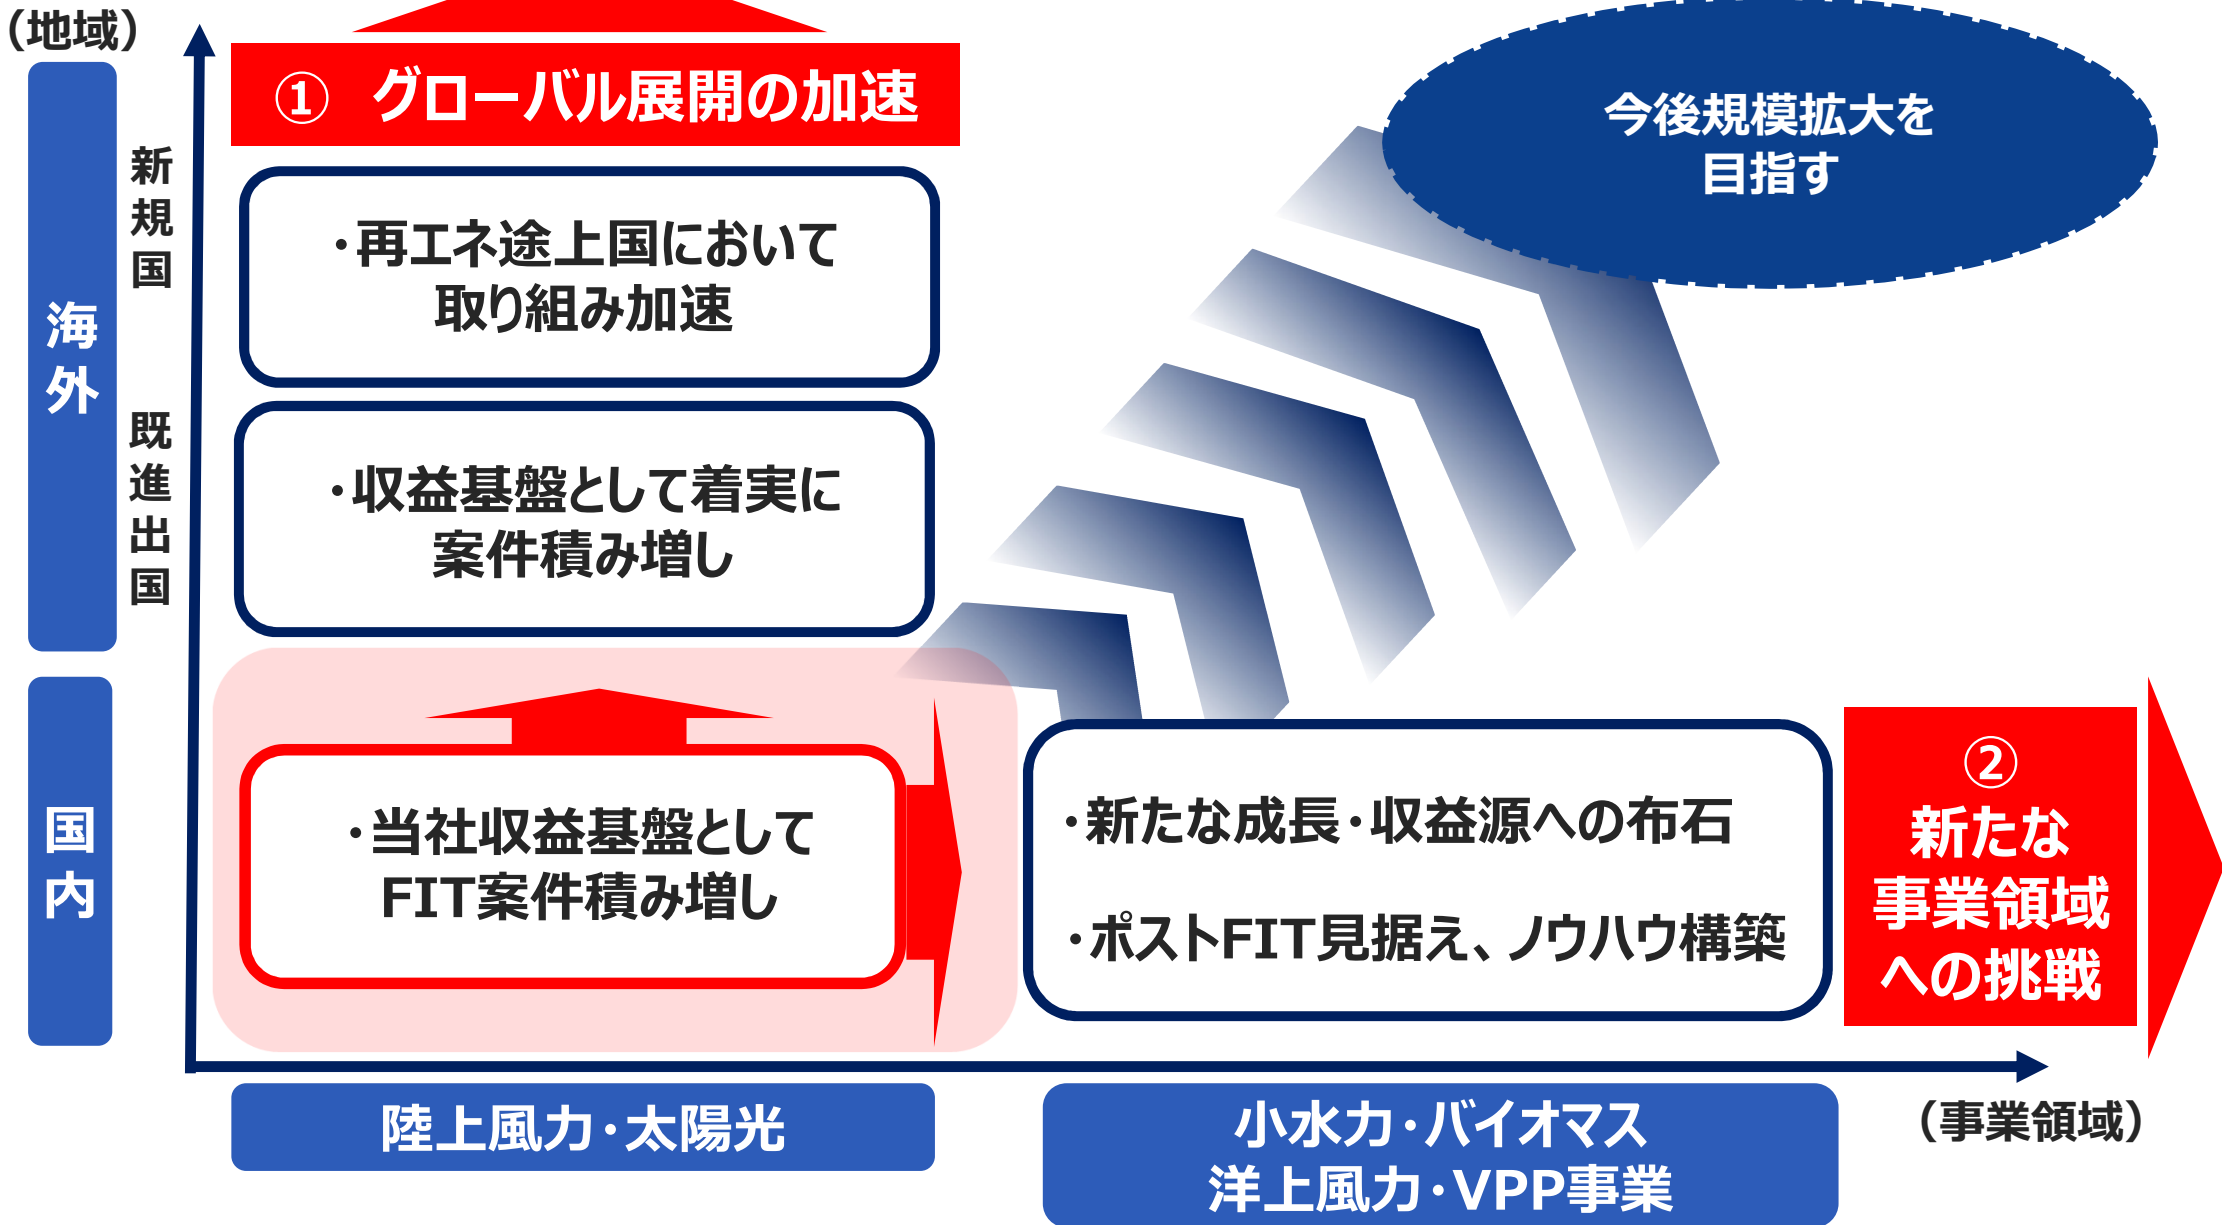 （地域）
① グローバル展開の加速
今後規模拡大を
目指す
海外
新規国
・再エネ途上国において
取り組み加速
既進出国
・収益基盤として着実に
案件積み増し
国内
・当社収益基盤として
FIT案件積み増し
・新たな成長・収益源への布石
・ポストFIT見据え、ノウハウ構築
②
新たな
事業領域
への挑戦
陸上風力・太陽光
小水力・バイオマス
洋上風力・VPP事業
（事業領域）